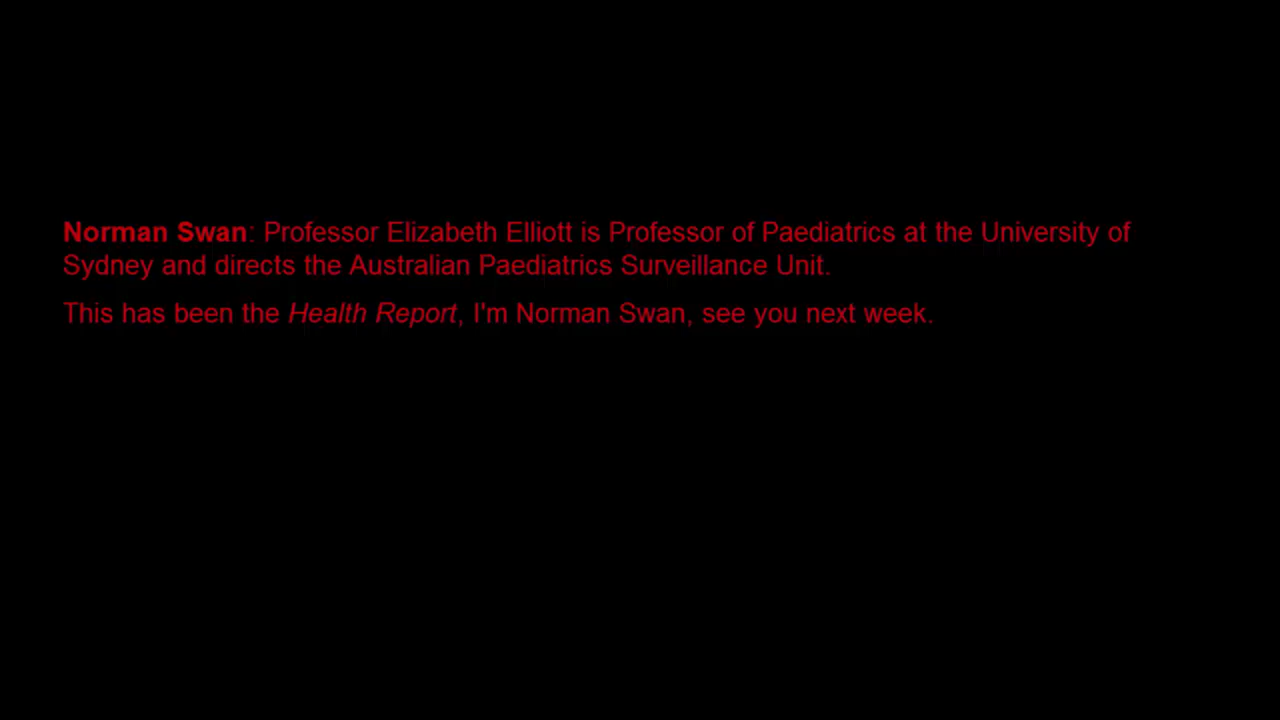 Norman Swan: Professor Elizabeth Elliott is Professor of Paediatrics at the University of
Sydney and directs the Australian Paediatrics Surveillance Unit.
This has been the Health Report, I'm Norman Swan, see you next week.